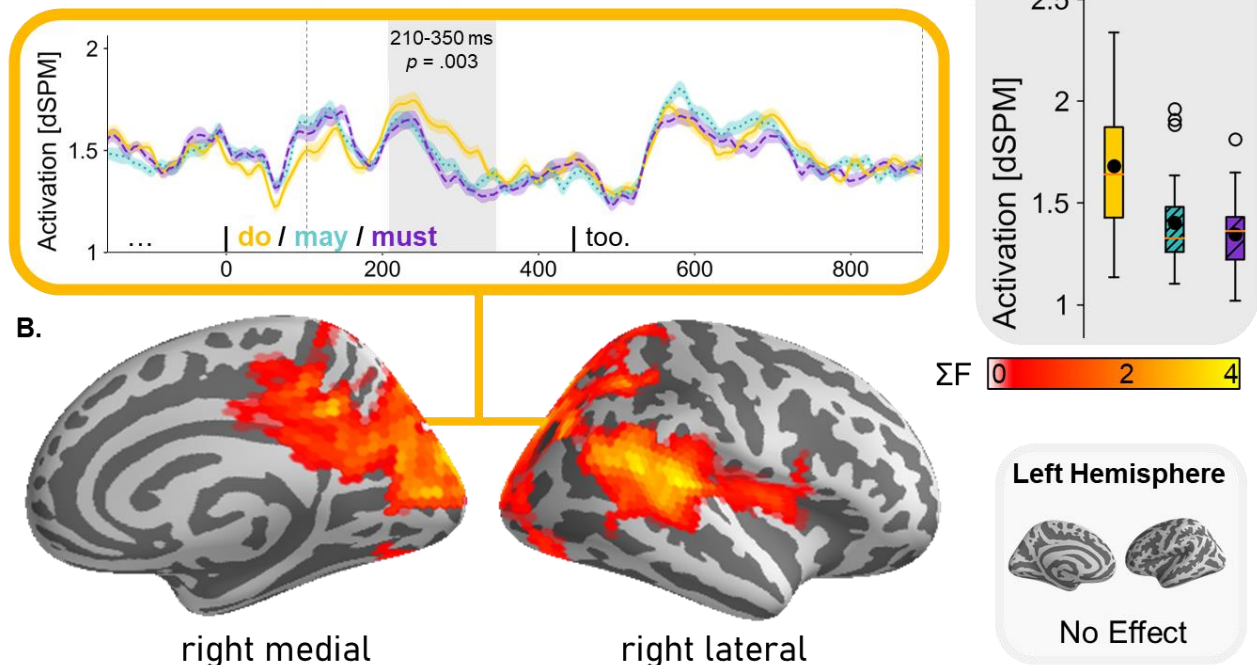 210-350 ms
p = .003
Activation [dSPM]
2
1.5
1
... | do / may / must | too.
0 200 400 600 800
2.5
2
1.5
1
Activation [dSPM]
B.
ΣF
0 2 4
right medial
right lateral
Left Hemisphere
No Effect